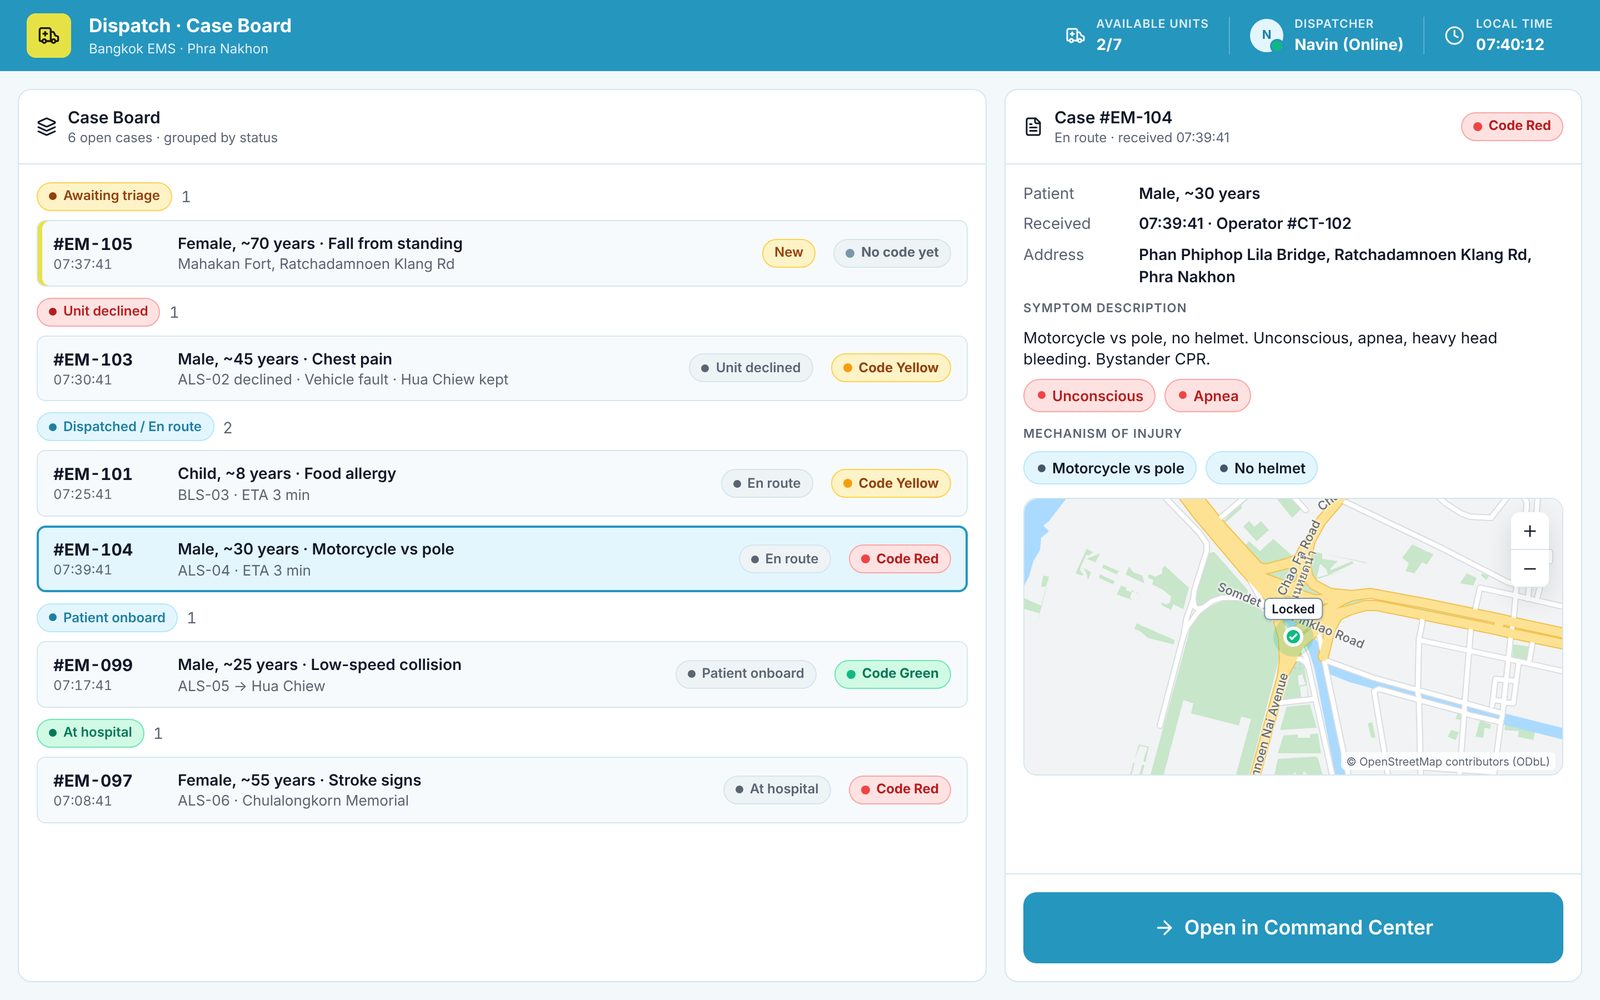 Dispatch · Case Board
Bangkok EMS · Phra Nakhon
AVAILABLE UNITS
2/7
N
DISPATCHER
Navin (Online)
LOCAL TIME
07:40:12
Case Board
6 open cases · grouped by status
Awaiting triage 1
#EM-105
07:37:41
Female, ~70 years · Fall from standing
Mahakan Fort, Ratchadamnoen Klang Rd
New
No code yet
Unit declined 1
#EM-103
07:30:41
Male, ~45 years · Chest pain
ALS-02 declined · Vehicle fault · Hua Chiew kept
Unit declined
Code Yellow
Dispatched / En route 2
#EM-101
07:25:41
Child, ~8 years · Food allergy
BLS-03 · ETA 3 min
En route
Code Yellow
#EM-104
07:39:41
Male, ~30 years · Motorcycle vs pole
ALS-04 · ETA 3 min
En route
Code Red
Patient onboard 1
#EM-099
07:17:41
Male, ~25 years · Low-speed collision
ALS-05 → Hua Chiew
Patient onboard
Code Green
At hospital 1
#EM-097
07:08:41
Female, ~55 years · Stroke signs
ALS-06 · Chulalongkorn Memorial
At hospital
Code Red
Case #EM-104
En route · received 07:39:41
Code Red
Patient Male, ~30 years
Received 07:39:41 · Operator #CT-102
Address Phan Phiphop Lila Bridge, Ratchadamnoen Klang Rd,
Phra Nakhon
SYMPTOM DESCRIPTION
Motorcycle vs pole, no helmet. Unconscious, apnea, heavy head
bleeding. Bystander CPR.
Unconscious
Apnea
MECHANISM OF INJURY
Motorcycle vs pole
No helmet
+
−
Chao Fa Road
Somdet
Locked
nklao Road
noen Nai Avenue
© OpenStreetMap contributors (ODbL)
→ Open in Command Center